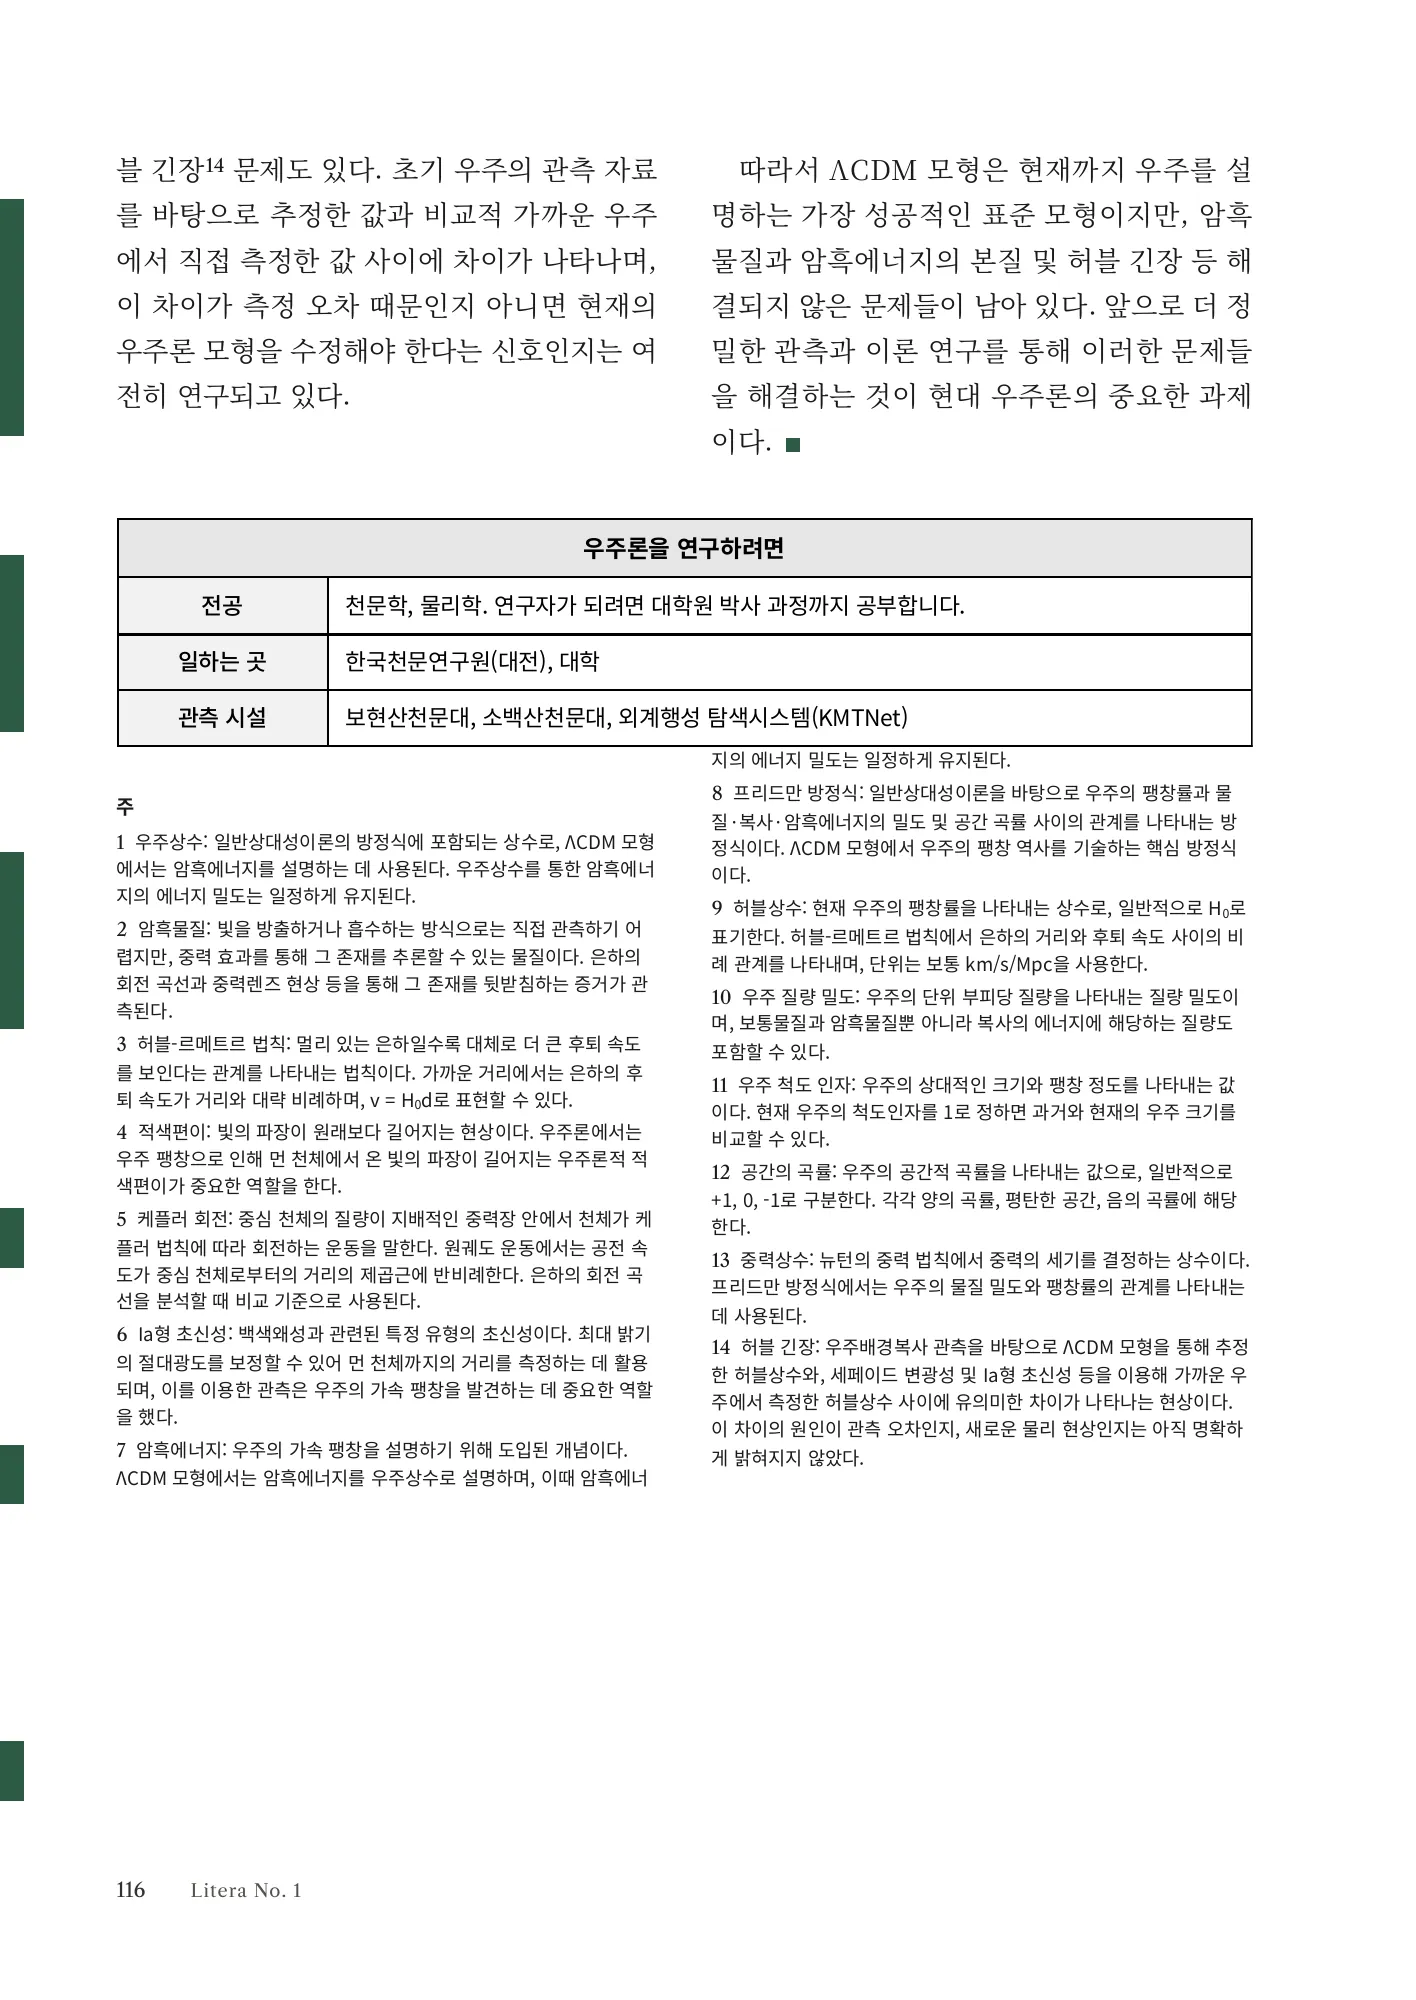 블 긴장14 문제도 있다. 초기 우주의 관측 자료
를 바탕으로 추정한 값과 비교적 가까운 우주
에서 직접 측정한 값 사이에 차이가 나타나며,
이 차이가 측정 오차 때문인지 아니면 현재의
우주론 모형을 수정해야 한다는 신호인지는 여
전히 연구되고 있다.
따라서 ΛCDM 모형은 현재까지 우주를 설
명하는 가장 성공적인 표준 모형이지만, 암흑
물질과 암흑에너지의 본질 및 허블 긴장 등 해
결되지 않은 문제들이 남아 있다. 앞으로 더 정
밀한 관측과 이론 연구를 통해 이러한 문제들
을 해결하는 것이 현대 우주론의 중요한 과제
이다. ■
우주론을 연구하려면
전공 천문학, 물리학. 연구자가 되려면 대학원 박사 과정까지 공부합니다.
일하는 곳 한국천문연구원(대전), 대학
관측 시설 보현산천문대, 소백산천문대, 외계행성 탐색시스템(KMTNet)
주
1 우주상수: 일반상대성이론의 방정식에 포함되는 상수로, ΛCDM 모형
에서는 암흑에너지를 설명하는 데 사용된다. 우주상수를 통한 암흑에너
지의 에너지 밀도는 일정하게 유지된다.
2 암흑물질: 빛을 방출하거나 흡수하는 방식으로는 직접 관측하기 어
렵지만, 중력 효과를 통해 그 존재를 추론할 수 있는 물질이다. 은하의
회전 곡선과 중력렌즈 현상 등을 통해 그 존재를 뒷받침하는 증거가 관
측된다.
3 허블-르메트르 법칙: 멀리 있는 은하일수록 대체로 더 큰 후퇴 속도
를 보인다는 관계를 나타내는 법칙이다. 가까운 거리에서는 은하의 후
퇴 속도가 거리와 대략 비례하며, v = H₀d로 표현할 수 있다.
4 적색편이: 빛의 파장이 원래보다 길어지는 현상이다. 우주론에서는
우주 팽창으로 인해 먼 천체에서 온 빛의 파장이 길어지는 우주론적 적
색편이가 중요한 역할을 한다.
5 케플러 회전: 중심 천체의 질량이 지배적인 중력장 안에서 천체가 케
플러 법칙에 따라 회전하는 운동을 말한다. 원궤도 운동에서는 공전 속
도가 중심 천체로부터의 거리의 제곱근에 반비례한다. 은하의 회전 곡
선을 분석할 때 비교 기준으로 사용된다.
6 Ia형 초신성: 백색왜성과 관련된 특정 유형의 초신성이다. 최대 밝기
의 절대광도를 보정할 수 있어 먼 천체까지의 거리를 측정하는 데 활용
되며, 이를 이용한 관측은 우주의 가속 팽창을 발견하는 데 중요한 역할
을 했다.
7 암흑에너지: 우주의 가속 팽창을 설명하기 위해 도입된 개념이다.
ΛCDM 모형에서는 암흑에너지를 우주상수로 설명하며, 이때 암흑에너
지의 에너지 밀도는 일정하게 유지된다.
8 프리드만 방정식: 일반상대성이론을 바탕으로 우주의 팽창률과 물
질·복사·암흑에너지의 밀도 및 공간 곡률 사이의 관계를 나타내는 방
정식이다. ΛCDM 모형에서 우주의 팽창 역사를 기술하는 핵심 방정식
이다.
9 허블상수: 현재 우주의 팽창률을 나타내는 상수로, 일반적으로 H₀로
표기한다. 허블-르메트르 법칙에서 은하의 거리와 후퇴 속도 사이의 비
례 관계를 나타내며, 단위는 보통 km/s/Mpc을 사용한다.
10 우주 질량 밀도: 우주의 단위 부피당 질량을 나타내는 질량 밀도이
며, 보통물질과 암흑물질뿐 아니라 복사의 에너지에 해당하는 질량도
포함할 수 있다.
11 우주 척도 인자: 우주의 상대적인 크기와 팽창 정도를 나타내는 값
이다. 현재 우주의 척도인자를 1로 정하면 과거와 현재의 우주 크기를
비교할 수 있다.
12 공간의 곡률: 우주의 공간적 곡률을 나타내는 값으로, 일반적으로
+1, 0, -1로 구분한다. 각각 양의 곡률, 평탄한 공간, 음의 곡률에 해당
한다.
13 중력상수: 뉴턴의 중력 법칙에서 중력의 세기를 결정하는 상수이다.
프리드만 방정식에서는 우주의 물질 밀도와 팽창률의 관계를 나타내는
데 사용된다.
14 허블 긴장: 우주배경복사 관측을 바탕으로 ΛCDM 모형을 통해 추정
한 허블상수와, 세페이드 변광성 및 Ia형 초신성 등을 이용해 가까운 우
주에서 측정한 허블상수 사이에 유의미한 차이가 나타나는 현상이다.
이 차이의 원인이 관측 오차인지, 새로운 물리 현상인지는 아직 명확하
게 밝혀지지 않았다.
116 Litera No. 1